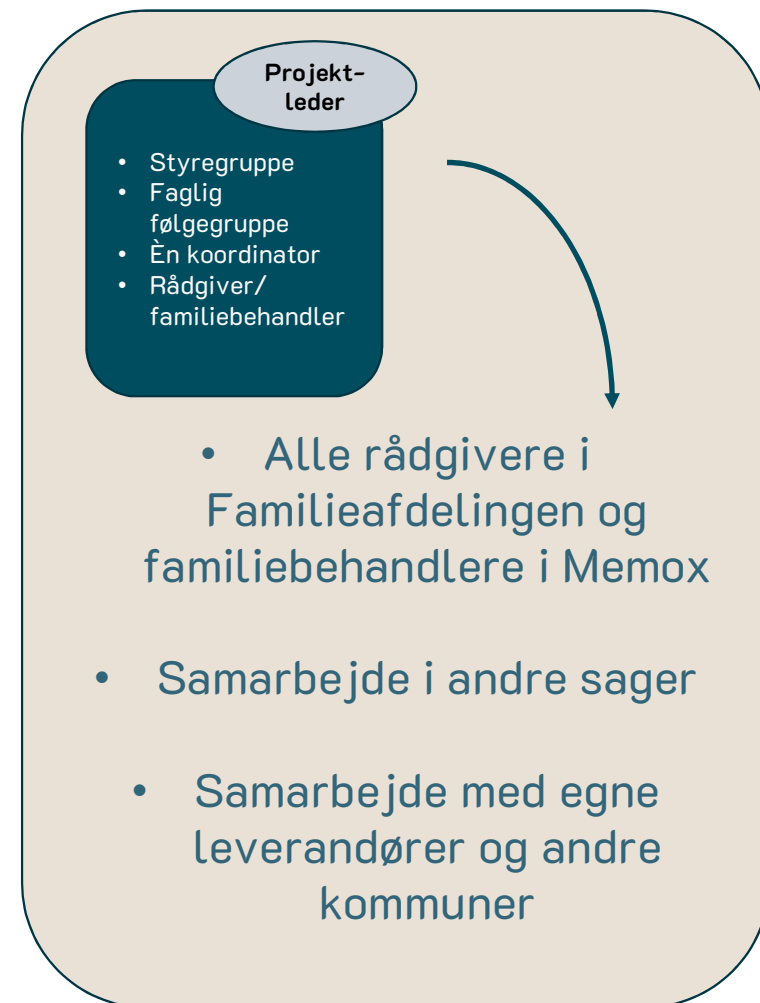 Projekt-
leder
• Styregruppe
• Faglig
følgegruppe
• Èn koordinator
• Rådgiver/
familiebehandler
• Alle rådgivere i
Familieafdelingen og
familiebehandlere i Memox
• Samarbejde i andre sager
• Samarbejde med egne
leverandører og andre
kommuner